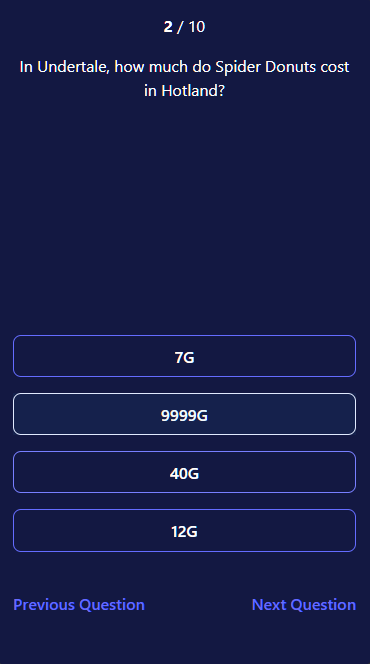 2 / 10
In Undertale, how much do Spider Donuts cost
in Hotland?
7G
9999G
40G
12G
Previous Question Next Question